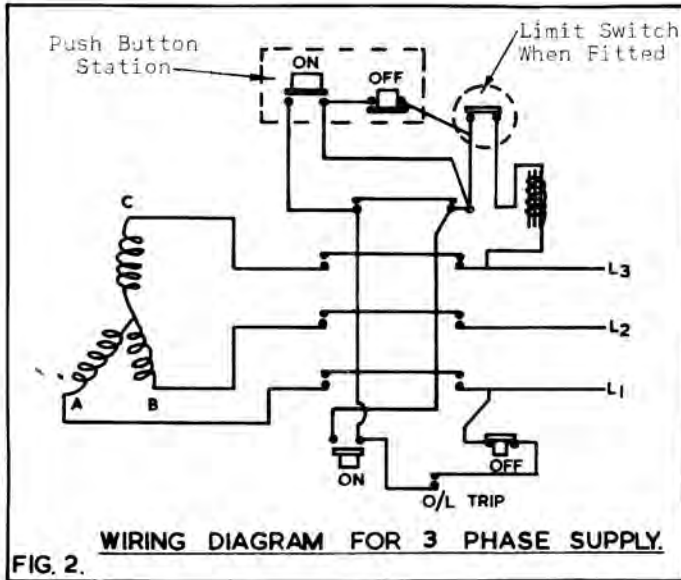 Push Button
Station
ON
OFF
Limit Switch
When Fitted
C
L3
L2
A
B
L1
ON
OFF
O/L TRIP
WIRING DIAGRAM FOR 3 PHASE SUPPLY.
FIG. 2.